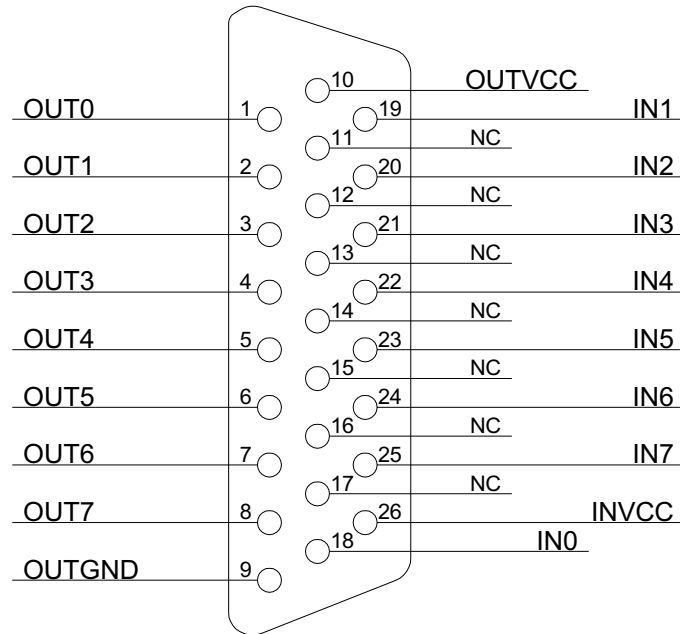 10 OUTVCC
OUT0 1 19 IN1
11 NC
OUT1 2 20 IN2
12 NC
OUT2 3 21 IN3
13 NC
OUT3 4 22 IN4
14 NC
OUT4 5 23 IN5
15 NC
OUT5 6 24 IN6
16 NC
OUT6 7 25 IN7
17 NC
OUT7 8 26 INVCC
18 IN0
OUTGND 9